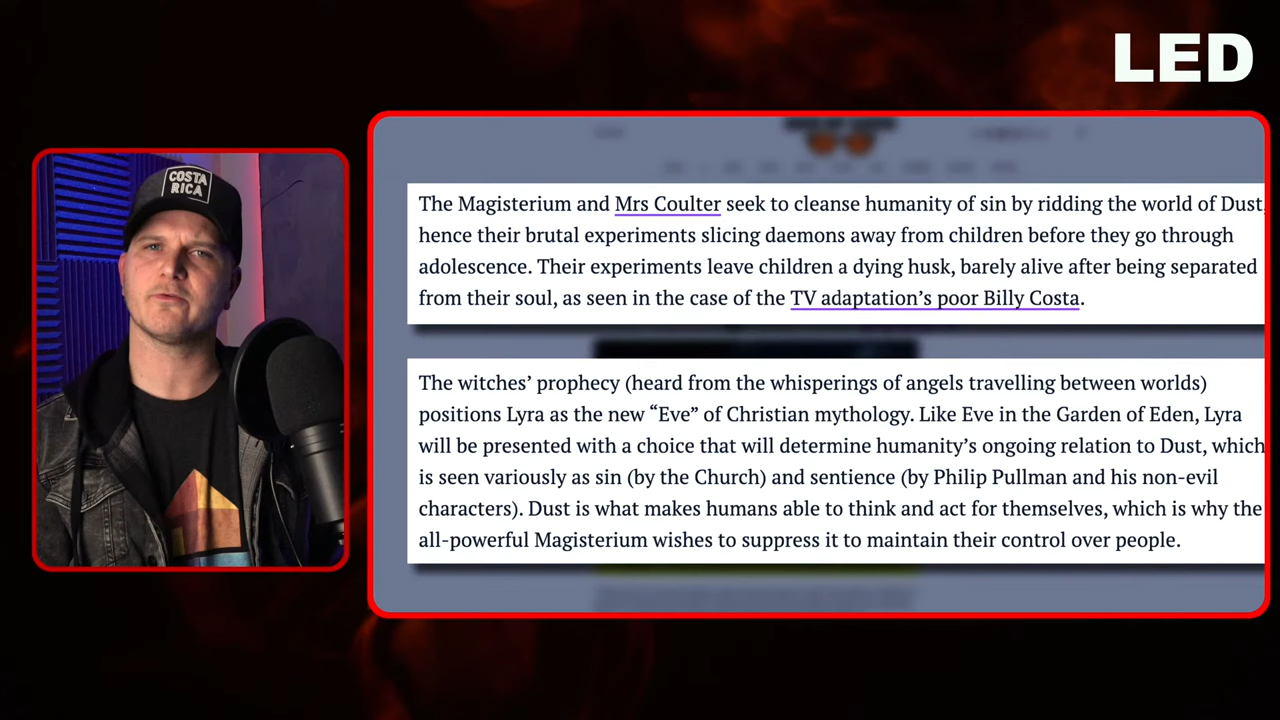 LED
COSTA
RICA
The Magisterium and Mrs Coulter seek to cleanse humanity of sin by ridding the world of Dust,
hence their brutal experiments slicing daemons away from children before they go through
adolescence. Their experiments leave children a dying husk, barely alive after being separated
from their soul, as seen in the case of the TV adaptation’s poor Billy Costa.
The witches’ prophecy (heard from the whisperings of angels travelling between worlds)
positions Lyra as the new “Eve” of Christian mythology. Like Eve in the Garden of Eden, Lyra
will be presented with a choice that will determine humanity’s ongoing relation to Dust, which
is seen variously as sin (by the Church) and sentience (by Philip Pullman and his non-evil
characters). Dust is what makes humans able to think and act for themselves, which is why the
all-powerful Magisterium wishes to suppress it to maintain their control over people.